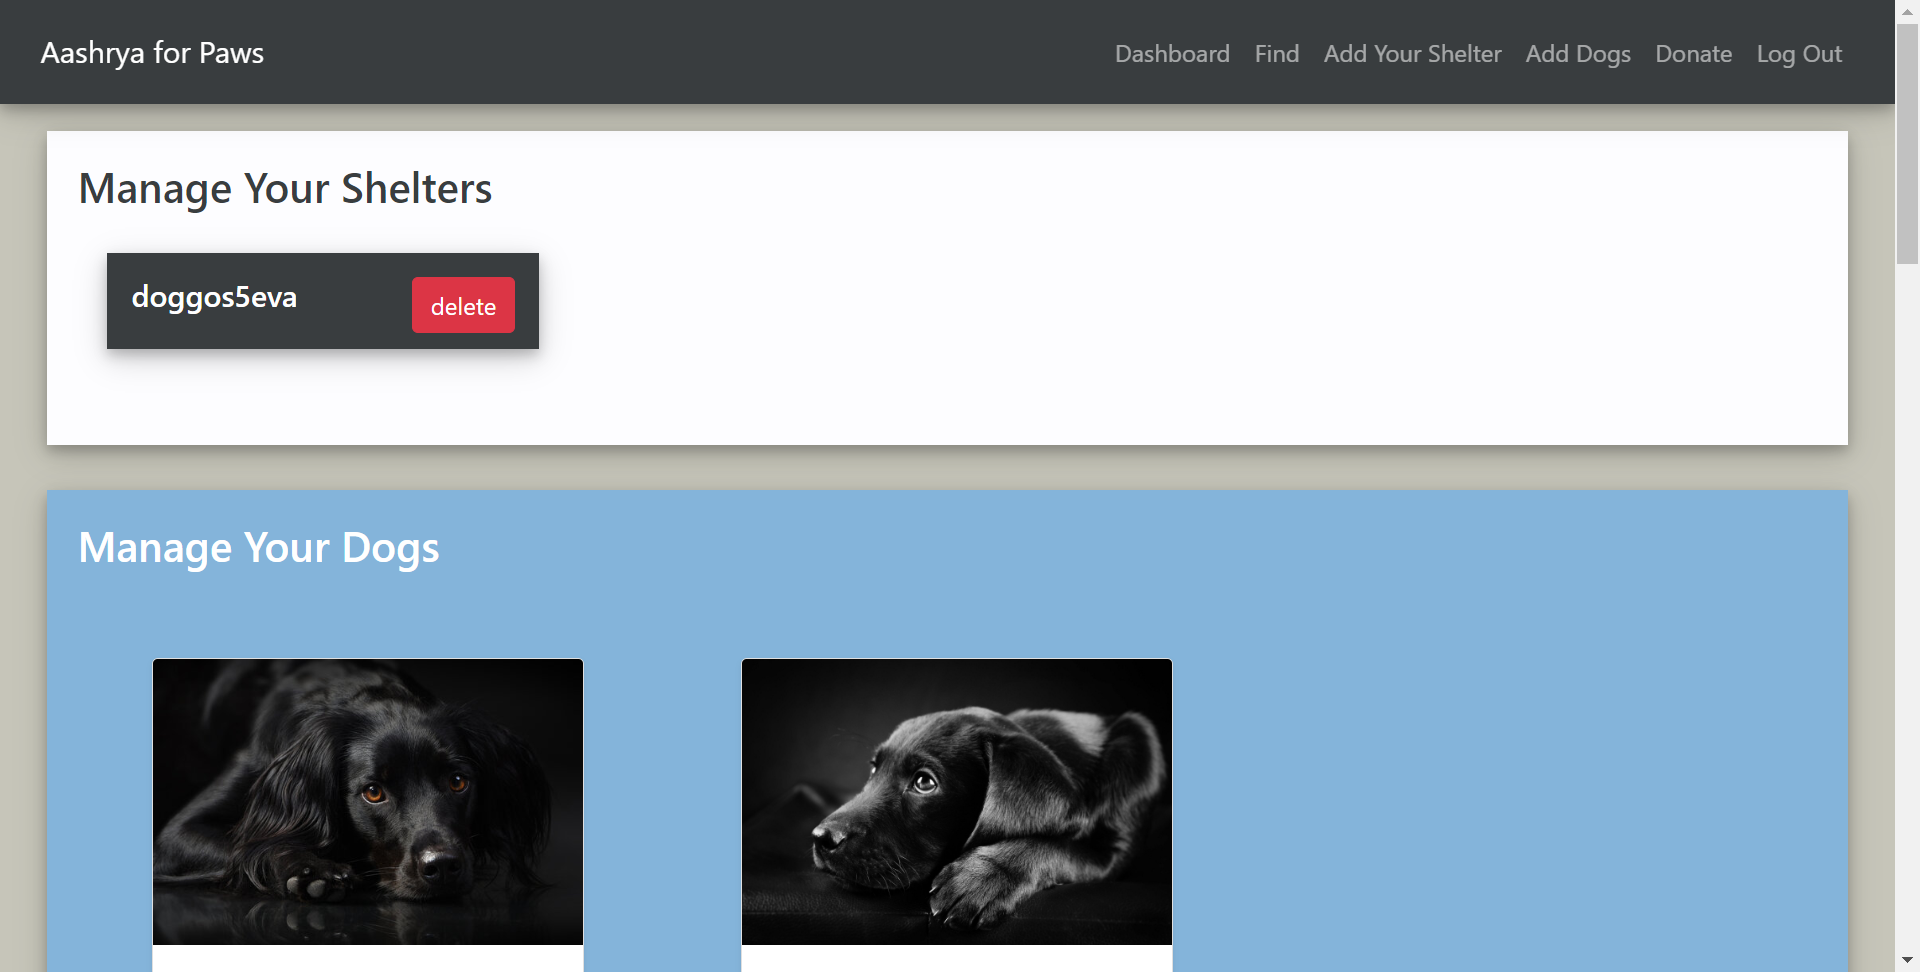 Aashrya for Paws
Dashboard Find Add Your Shelter Add Dogs Donate Log Out
Manage Your Shelters
doggos5eva
delete
Manage Your Dogs